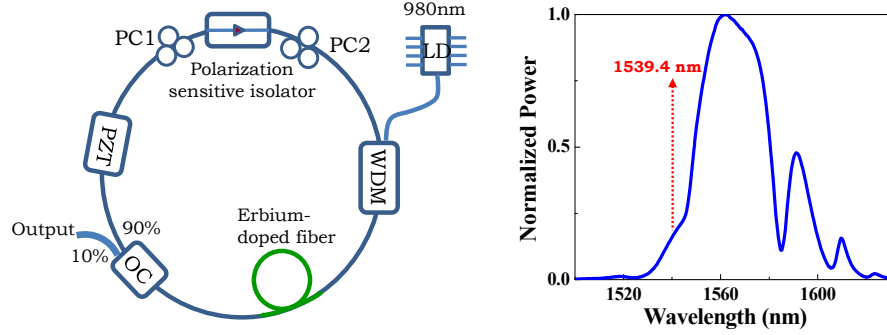 980nm
PC1
PC2
LD
Polarization
sensitive isolator
PZT
WDM
Erbium-
doped fiber
Output
90%
10%
OC
Normalized Power
1.0
0.5
0.0
1539.4 nm
1520
1560
1600
Wavelength (nm)